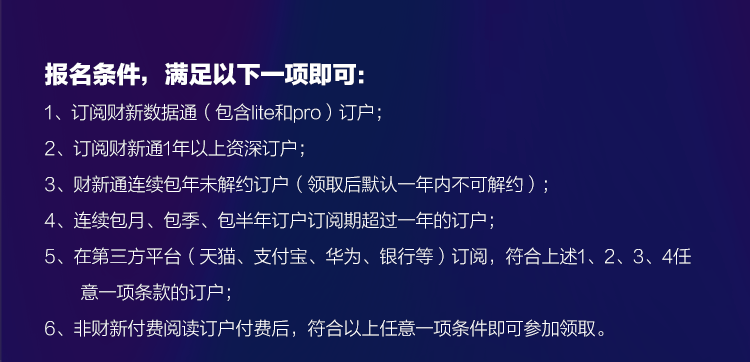 报名条件，满足以下一项即可：
1、订阅财新数据通（包含lite和pro）订户；
2、订阅财新通1年以上资深订户；
3、财新通连续包年未解约订户（领取后默认一年内不可解约）；
4、连续包月、包季、包半年订户订阅期超过一年的订户；
5、在第三方平台（天猫、支付宝、华为、银行等）订阅，符合上述1、2、3、4任
意一项条款的订户；
6、非财新付费阅读订户付费后，符合以上任意一项条件即可参加领取。